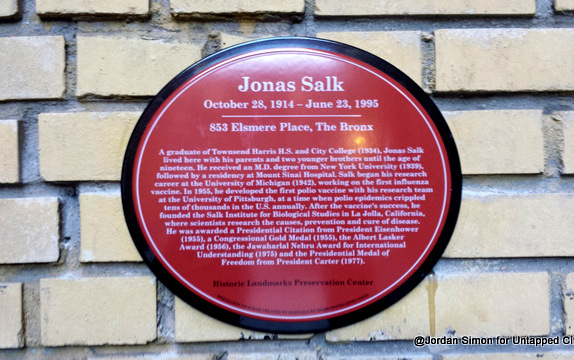 Jonas Salk
October 28, 1914 – June 23, 1995
853 Elsmere Place, The Bronx
A graduate of Townsend Harris H.S. and City College (1934), Jonas Salk
lived here with his parents and two younger brothers until the age of
nineteen. He received an M.D. degree from New York University (1939),
followed by a residency at Mount Sinai Hospital. Salk began his research
career at the University of Michigan (1942), working on the first influenza
vaccine. In 1955, he developed the first polio vaccine with his research team
at the University of Pittsburgh, at a time when polio epidemics crippled
tens of thousands in the U.S. annually. After the vaccine's success, he
founded the Salk Institute for Biological Studies in La Jolla, California,
where scientists research the causes, prevention and cure of disease.
He was awarded a Presidential Citation from President Eisenhower
(1955), a Congressional Gold Medal (1955), the Albert Lasker
Award (1956), the Jawaharlal Nehru Award for International
Understanding (1975) and the Presidential Medal of
Freedom from President Carter (1977).
Historic Landmarks Preservation Center
@Jordan Simon for Untapped Ci